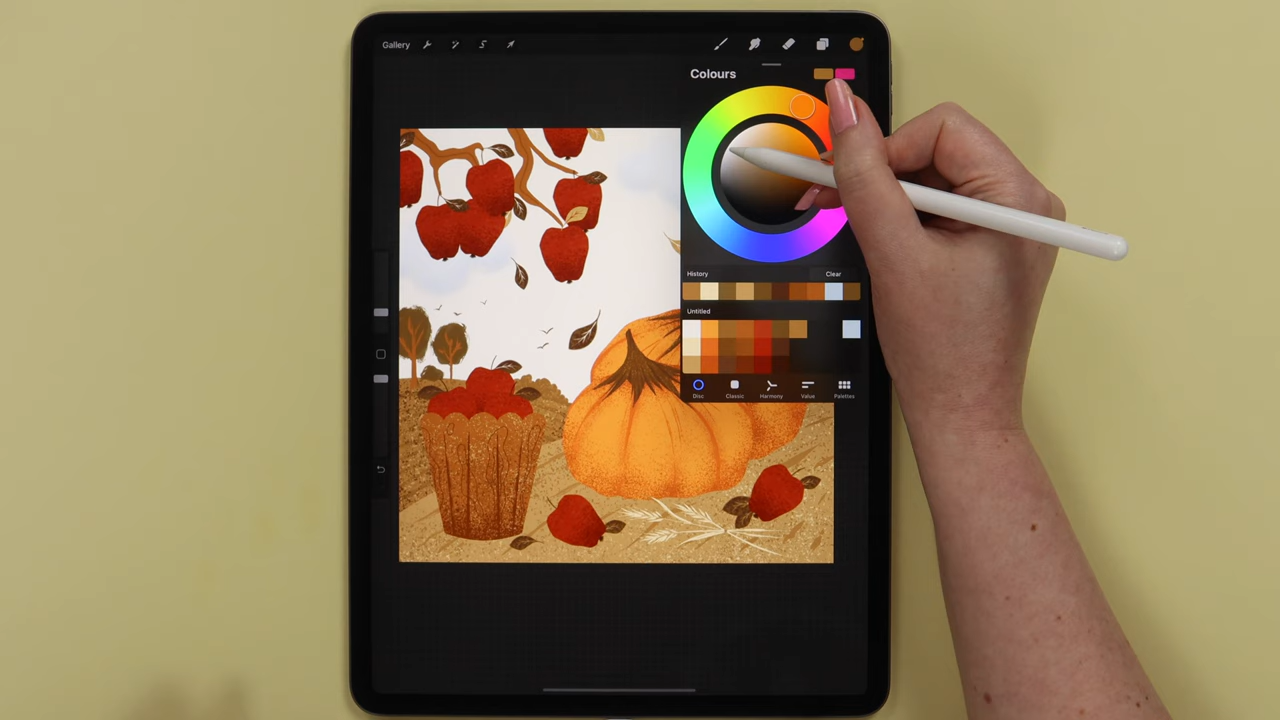 Gallery
Colours
History
Clear
Untitled
Disc
Classic
Harmony
Value
Palettes